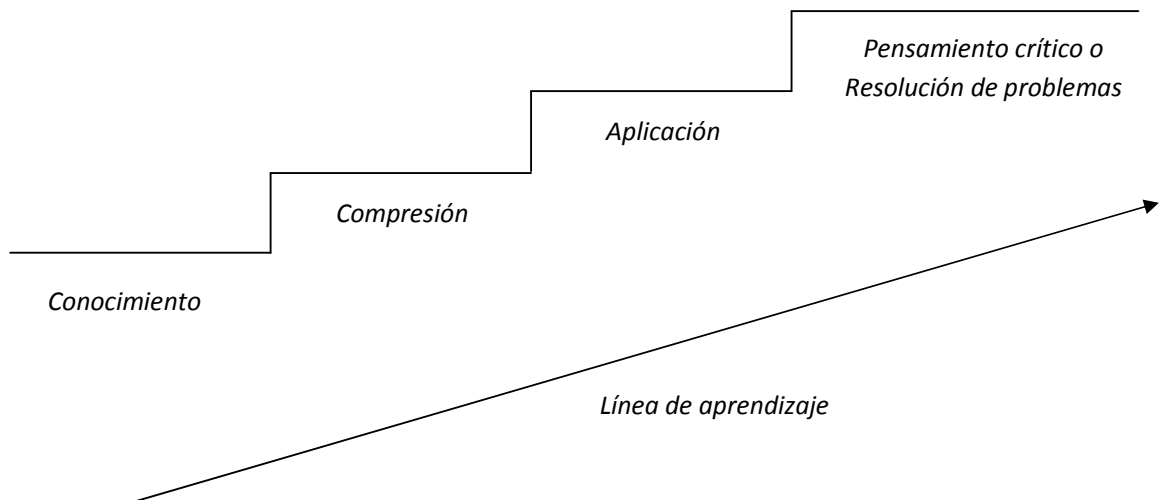 Pensamiento crítico o
Resolución de problemas
Aplicación
Compresión
Conocimiento
Línea de aprendizaje